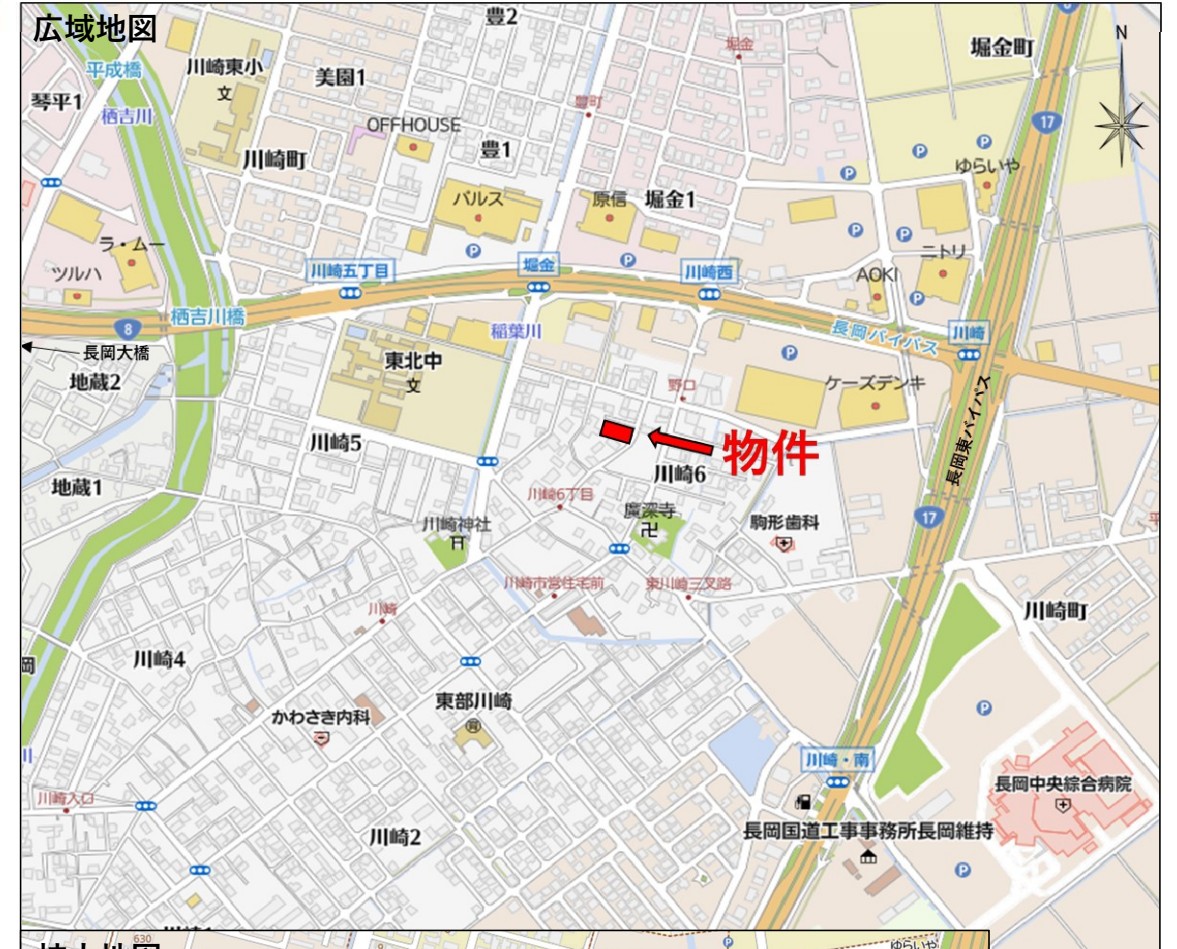 広域地図
豊2
堀金
堀金町
N
平成橋
川崎東小
美園1
琴平1
栖吉川
豊町
OFFHOUSE
17
豊1
川崎町
ゆらいや
パルス
原信
堀金1
ラ・ムー
ツルハ
ニトリ
AOKI
川崎五丁目
堀金
川崎西
栖吉川橋
8
稲葉川
長岡バイパス
川崎
長岡大橋
地蔵2
東北中
野口
ケーズデンキ
長岡東バイパス
川崎5
物件
川崎6
地蔵1
川崎6丁目
廣深寺
川崎神社
駒形歯科
17
川崎市営住宅前
東川崎三叉路
川崎
川崎町
岡
川崎4
東部川崎
かわさき内科
川崎・南
川崎入口
長岡中央綜合病院
長岡国道工事事務所長岡維持
川崎2
630
ゆらいや